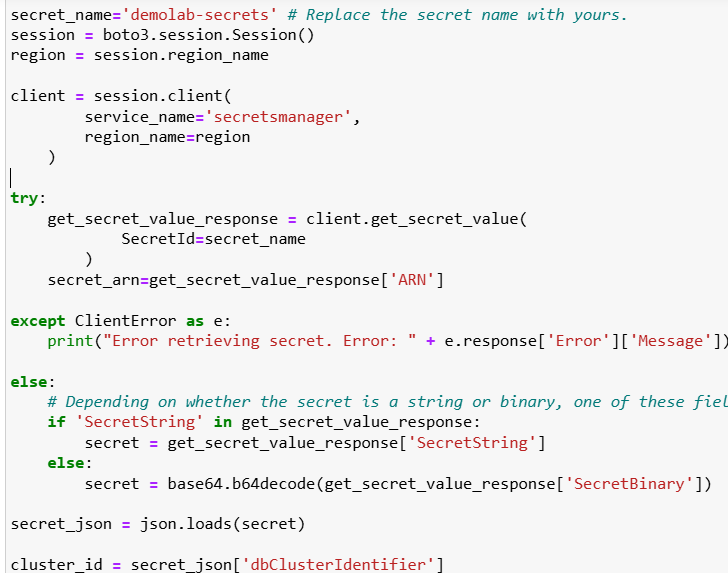 secret_name='demolab-secrets' # Replace the secret name with yours.
session = boto3.session.Session()
region = session.region_name
client = session.client(
        service_name='secretsmanager',
        region_name=region
    )
try:
    get_secret_value_response = client.get_secret_value(
            SecretId=secret_name
        )
    secret_arn=get_secret_value_response['ARN']
except ClientError as e:
    print("Error retrieving secret. Error: " + e.response['Error']['Message'])
else:
    # Depending on whether the secret is a string or binary, one of these fiel
    if 'SecretString' in get_secret_value_response:
        secret = get_secret_value_response['SecretString']
    else:
        secret = base64.b64decode(get_secret_value_response['SecretBinary'])
secret_json = json.loads(secret)
cluster_id = secret_json['dbClusterIdentifier']